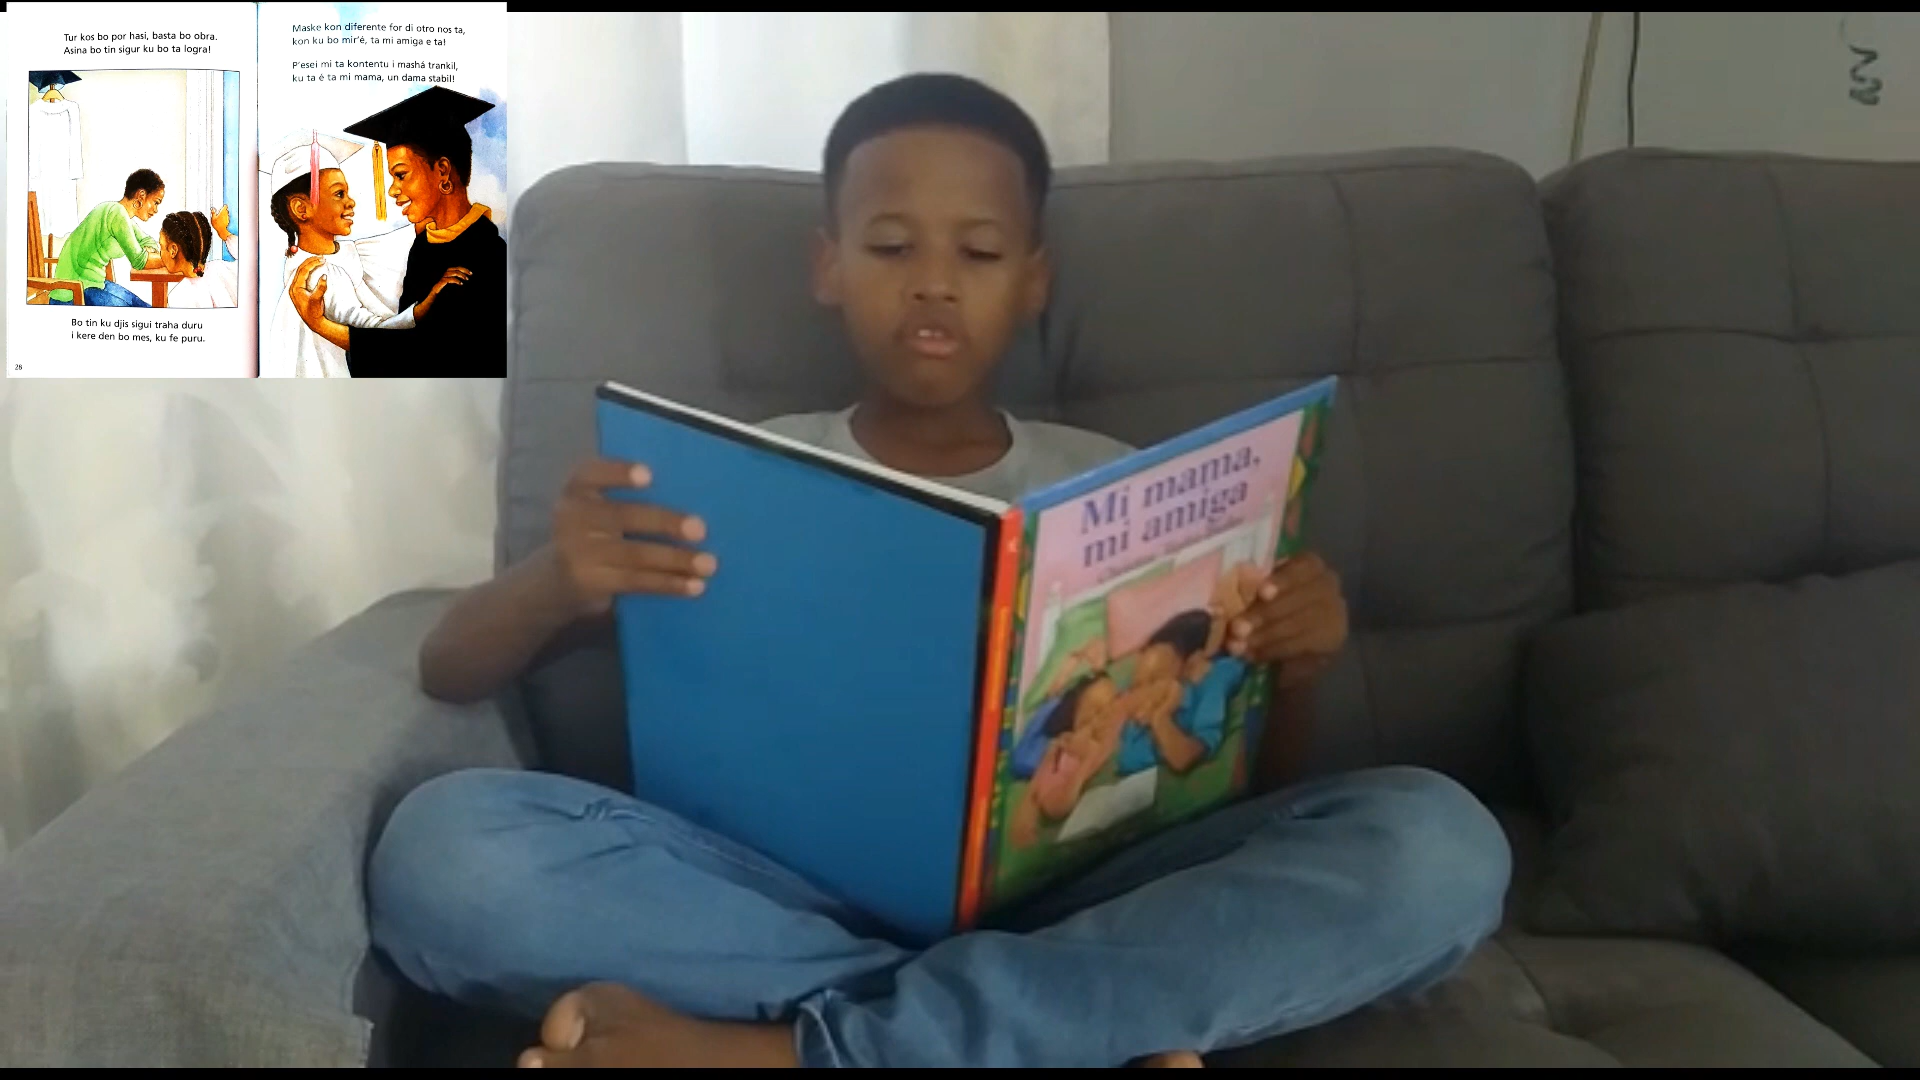 Tur kos bo por hasi, basta bo obra.
Asina bo tin sigur ku bo ta logra!
Bo tin ku djis sigui traha duru
i kere den bo mes, ku fe puru.
28
Maske kon diferente for di otro nos ta,
kon ku bo mir'é, ta mi amiga e ta!
P'esei mi ta kontentu i mashá trankil,
ku ta é ta mi mama, un dama stabil!
Mi mama,
mi amiga